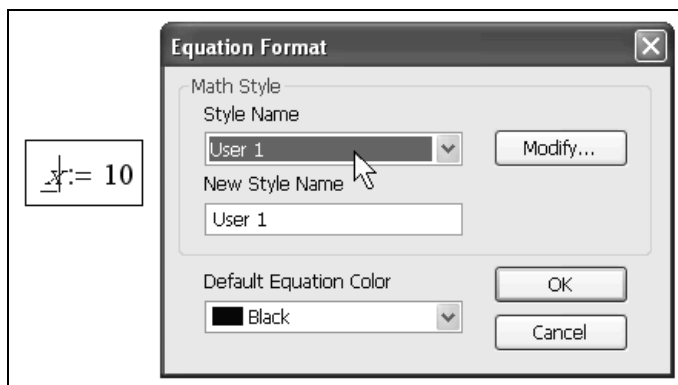 x:= 10
Equation Format
Math Style
Style Name
User 1
Modify...
New Style Name
User 1
Default Equation Color
Black
OK
Cancel